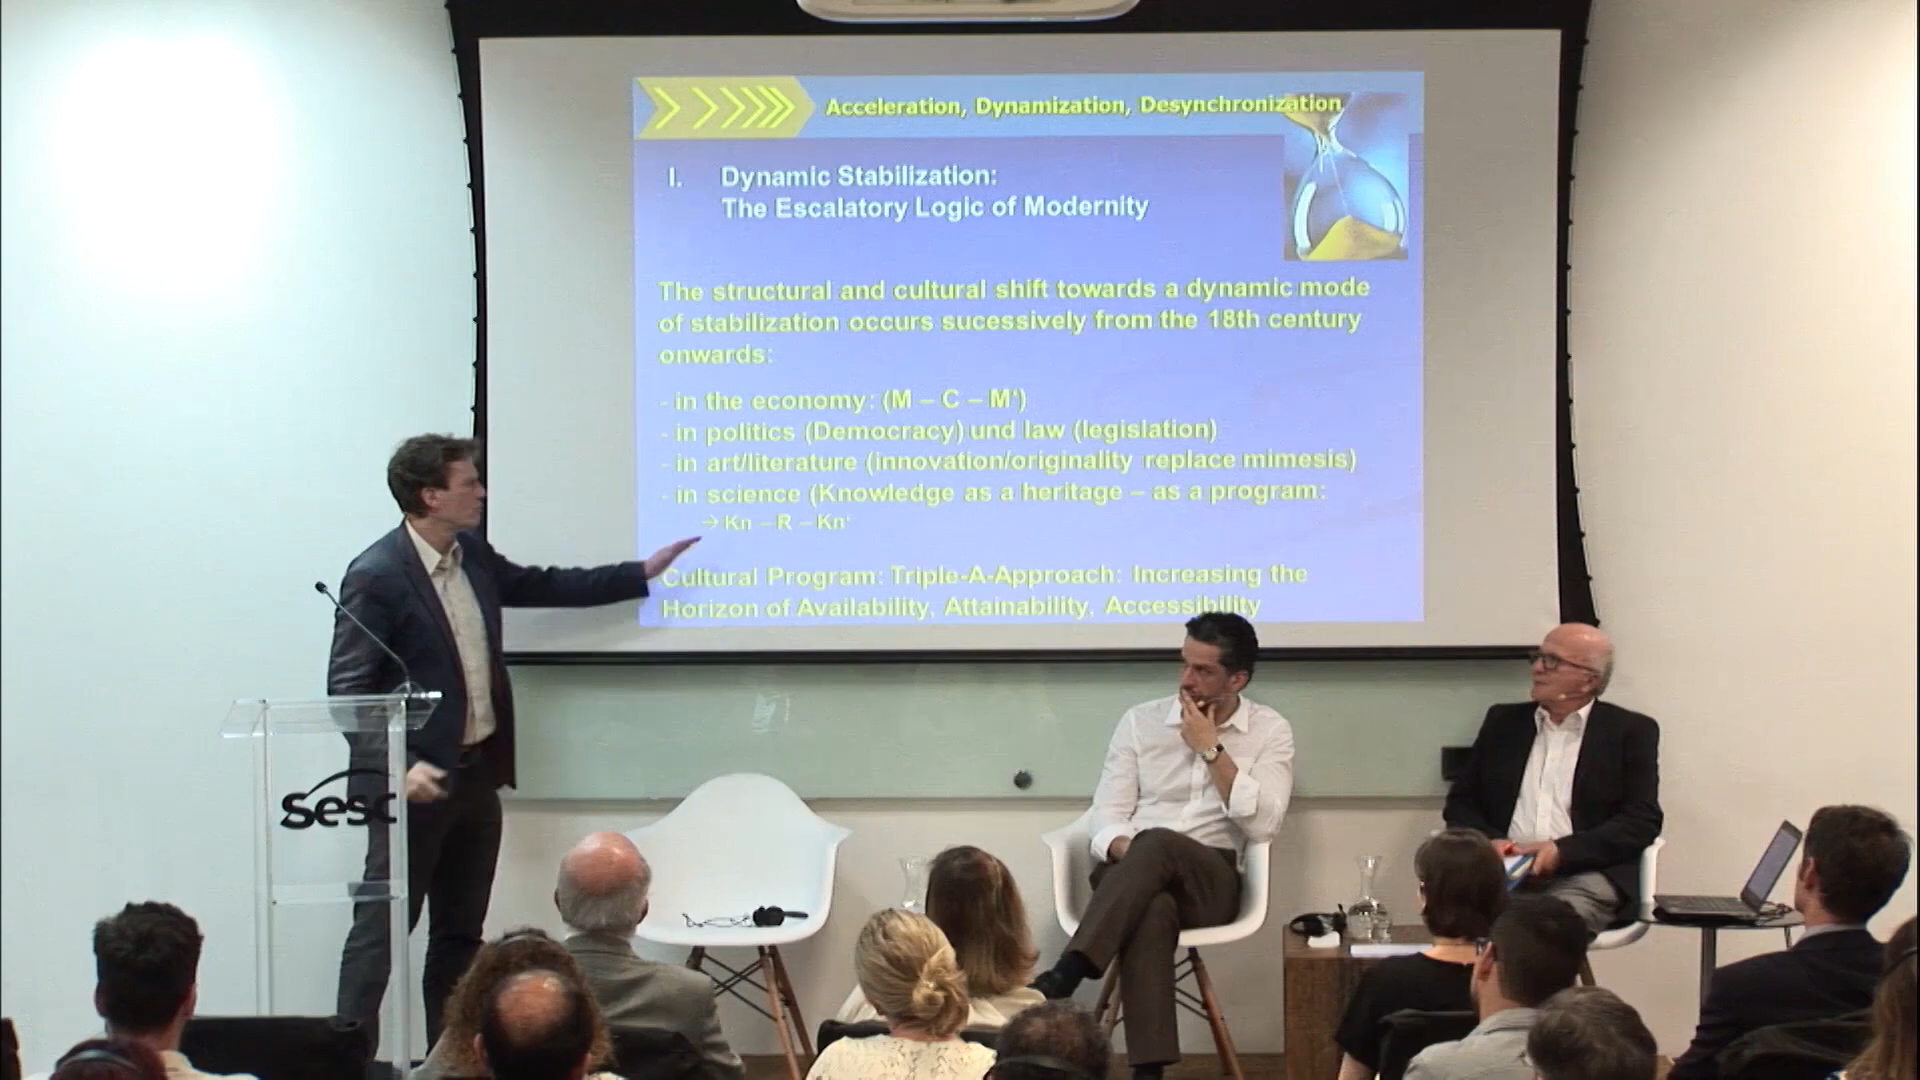 Acceleration, Dynamization, Desynchronization
I. Dynamic Stabilization:
The Escalatory Logic of Modernity
The structural and cultural shift towards a dynamic mode
of stabilization occurs sucessively from the 18th century
onwards:
- in the economy: (M – C – M')
- in politics (Democracy) und law (legislation)
- in art/literature (innovation/originality replace mimesis)
- in science (Knowledge as a heritage – as a program:
→ Kn – R – Kn'
Cultural Program: Triple-A-Approach: Increasing the
Horizon of Availability, Attainability, Accessibility
sesc